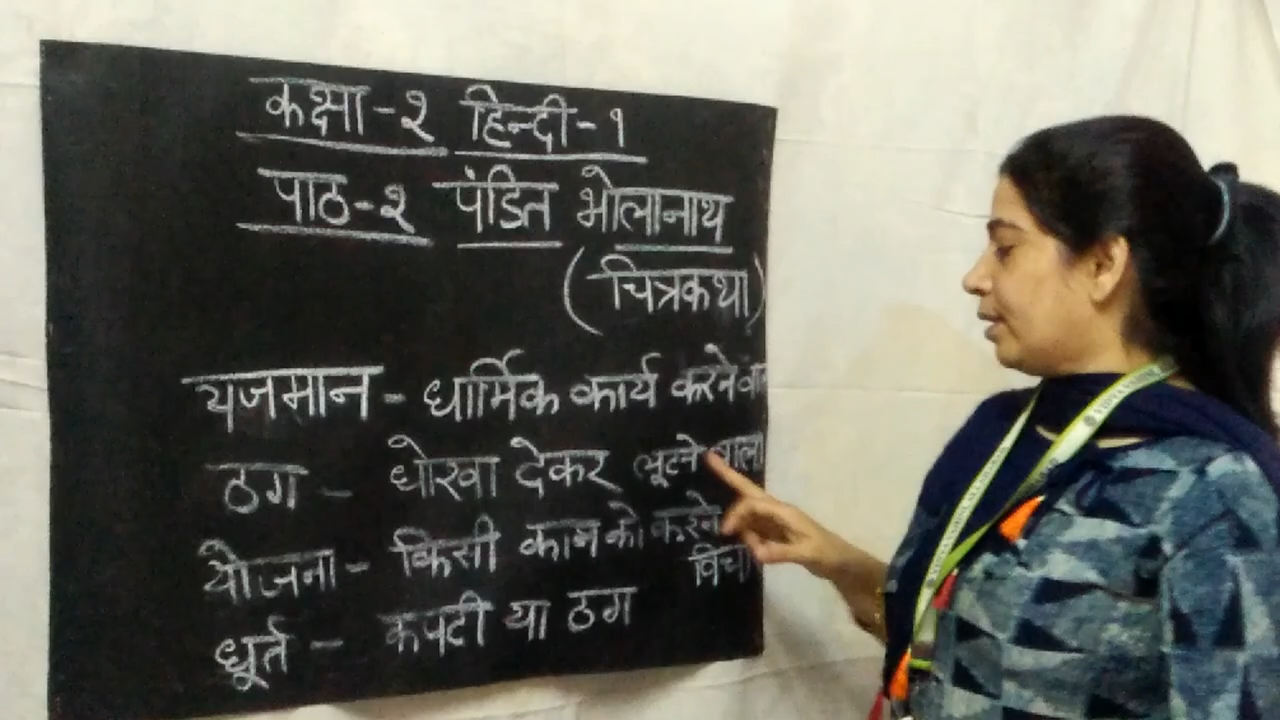 कक्षा-२ हिन्दी-१
पाठ-२ पंडित भोलानाथ
(चित्रकथा)
यजमान - धार्मिक कार्य करने वाला
ठग - धोखा देकर लूटने वाला
योजना - किसी काम को करने
धूर्त - कपटी या ठग